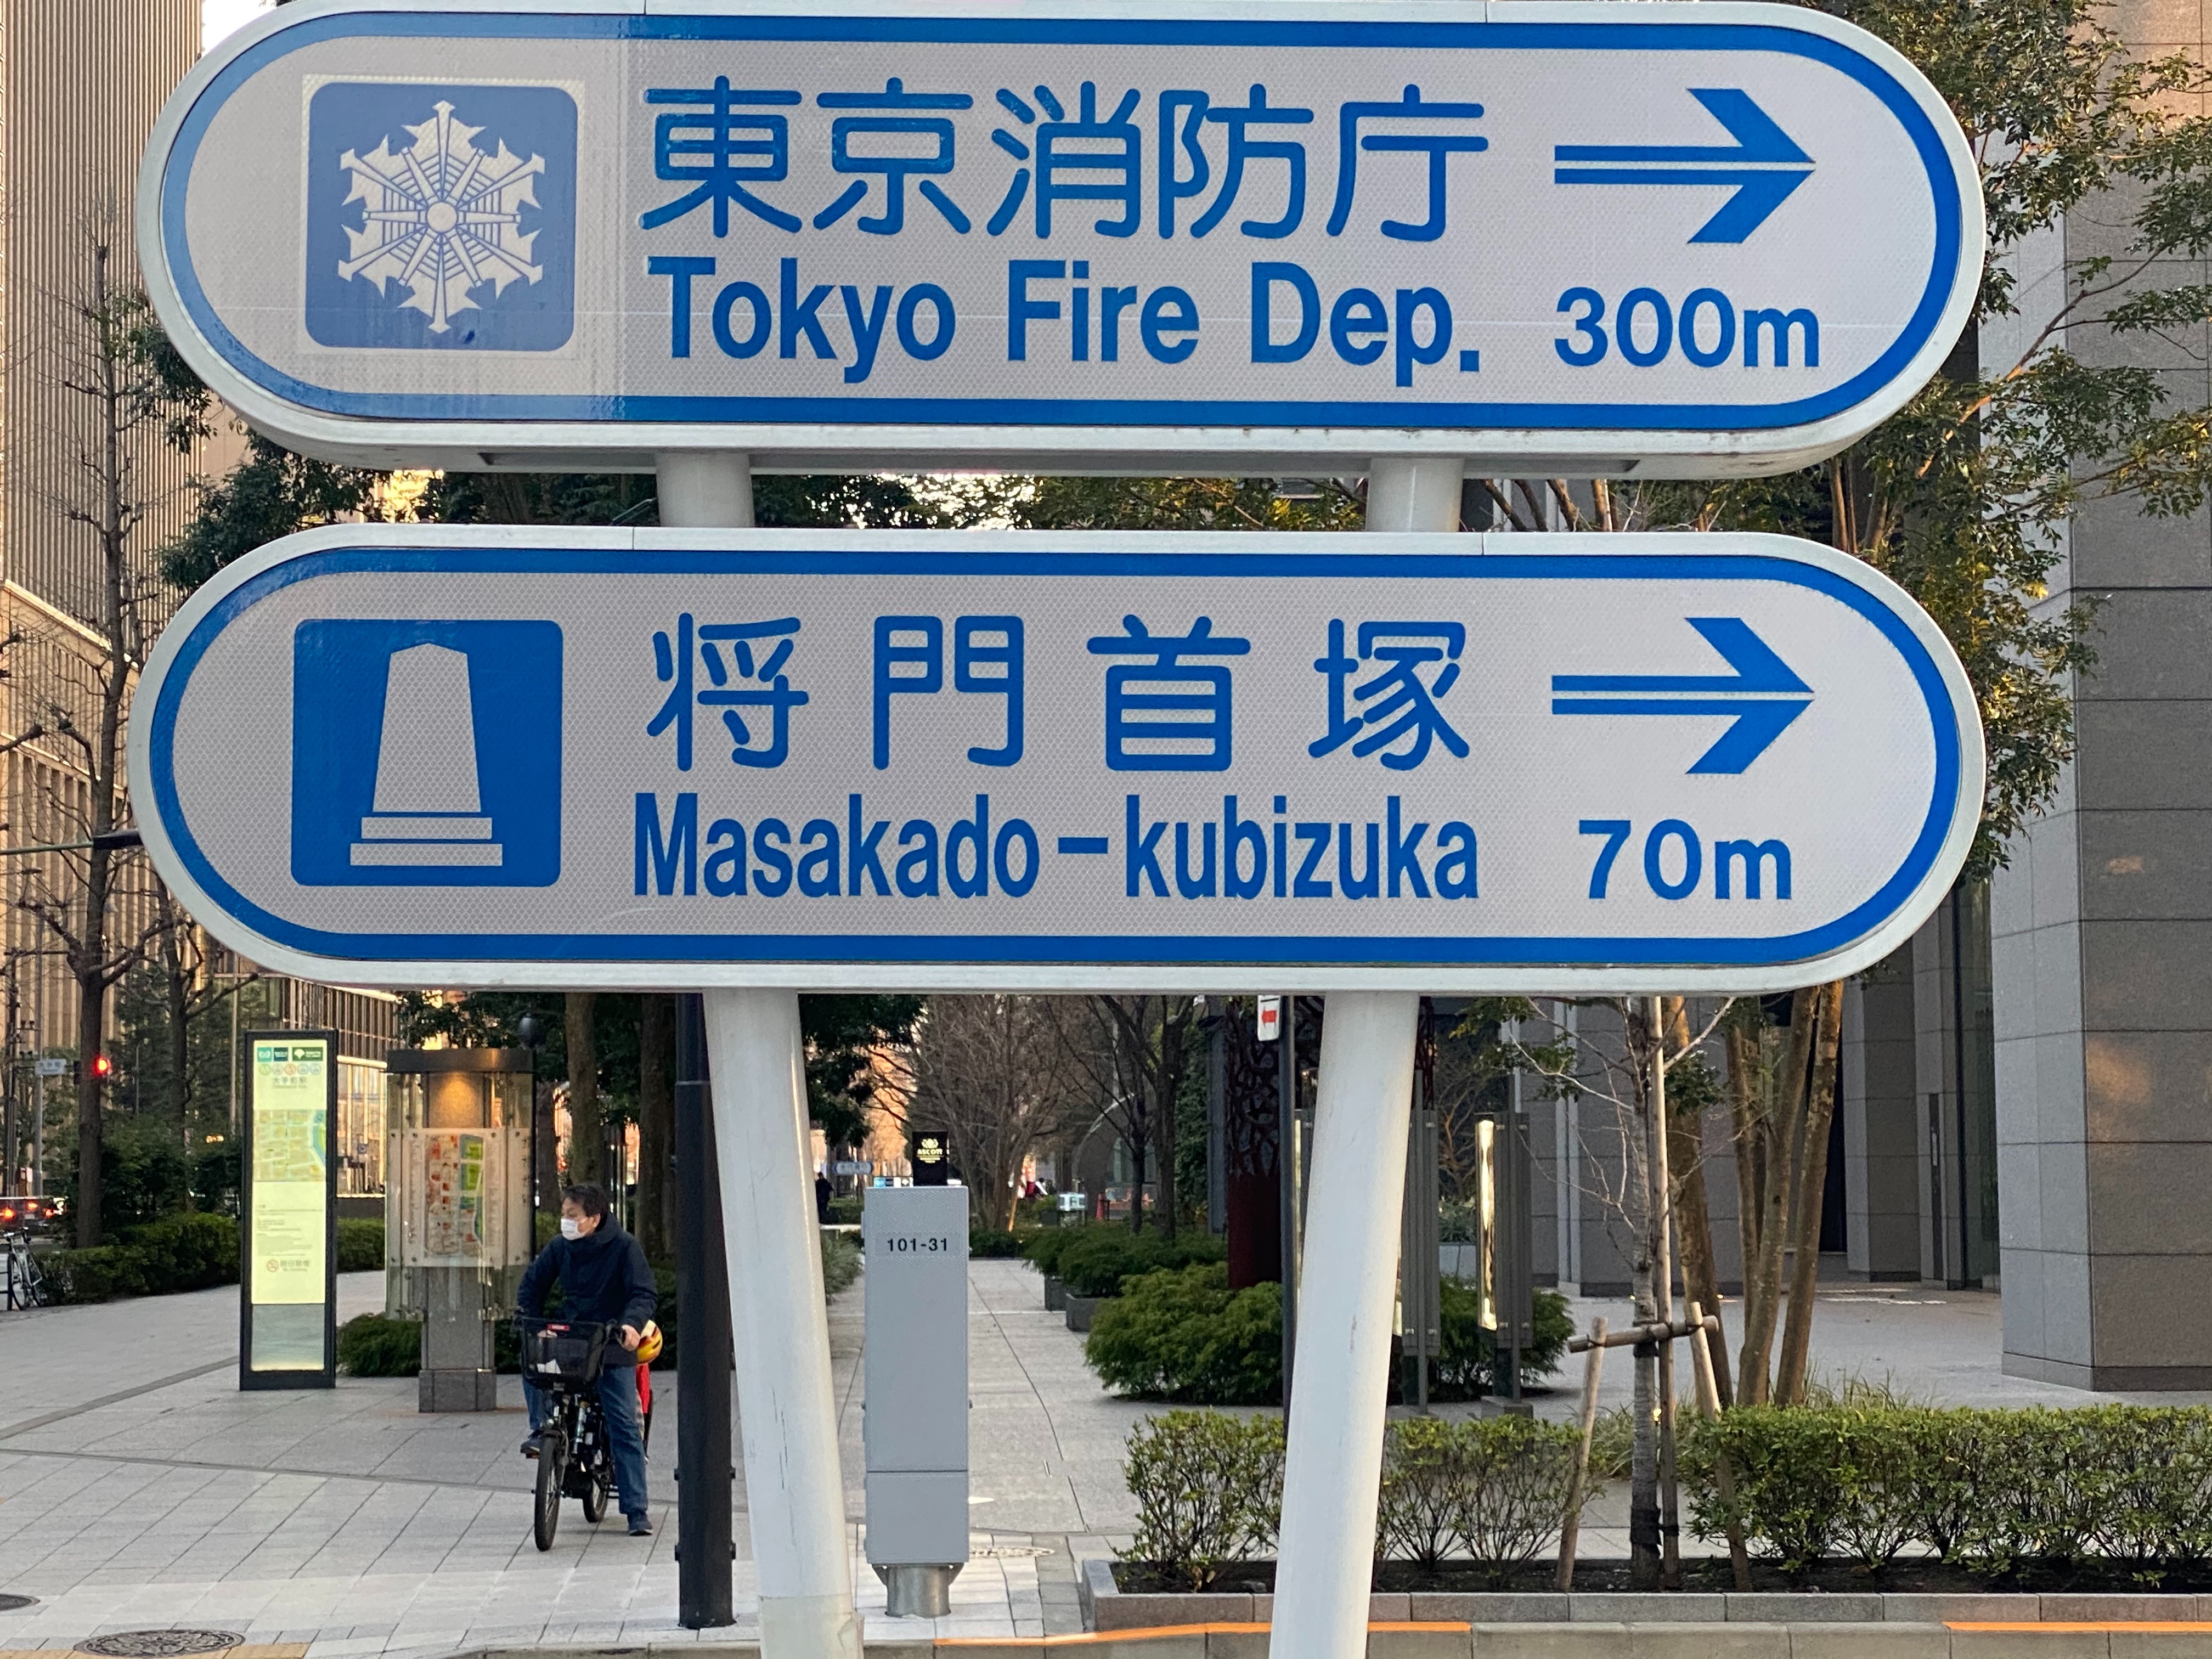 東京消防庁
Tokyo Fire Dep. 300m
将門首塚
Masakado-kubizuka 70m
101-31